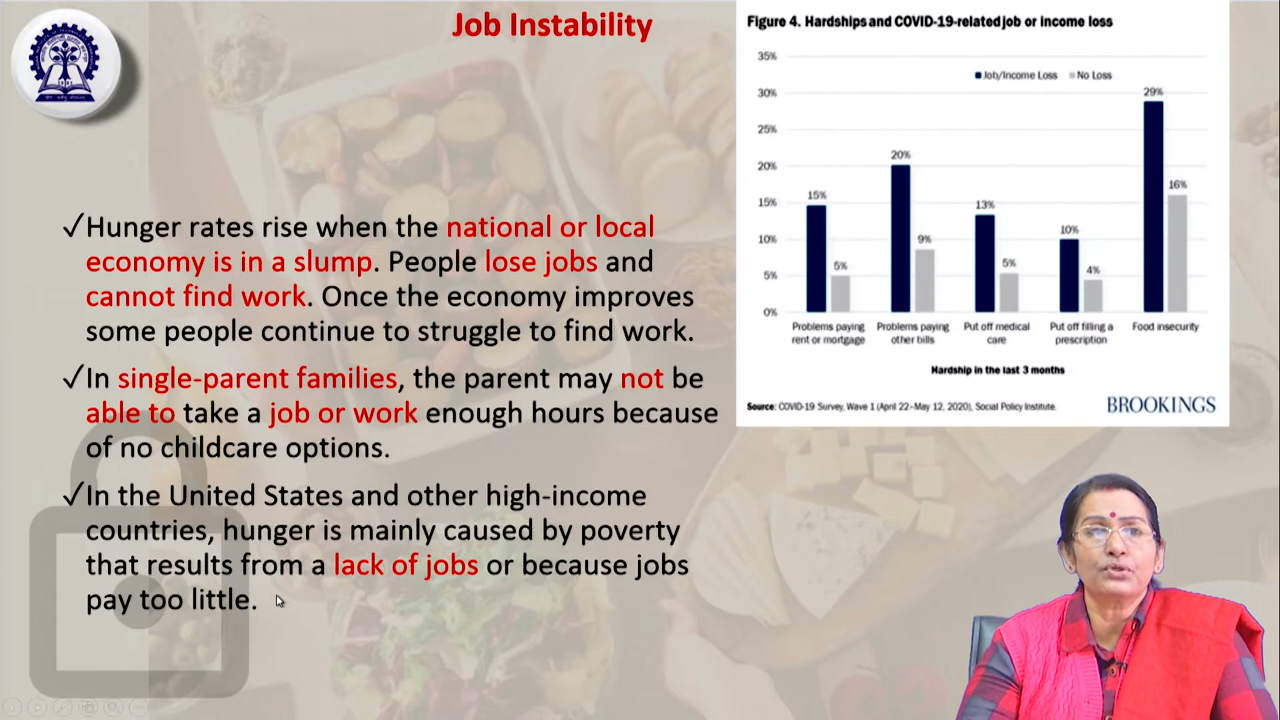 Job Instability
✓Hunger rates rise when the national or local
economy is in a slump. People lose jobs and
cannot find work. Once the economy improves
some people continue to struggle to find work.
✓In single-parent families, the parent may not be
able to take a job or work enough hours because
of no childcare options.
✓In the United States and other high-income
countries, hunger is mainly caused by poverty
that results from a lack of jobs or because jobs
pay too little.
Figure 4. Hardships and COVID-19-related job or income loss
35%
Job/Income Loss No Loss
30%
25%
20%
15%
10%
5%
0%
15%
5%
20%
9%
13%
5%
10%
4%
29%
16%
Problems paying
rent or mortgage
Problems paying
other bills
Put off medical
care
Put off filling a
prescription
Food insecurity
Hardship in the last 3 months
Source: COVID-19 Survey, Wave 1 (April 22–May 12, 2020), Social Policy Institute.
BROOKINGS